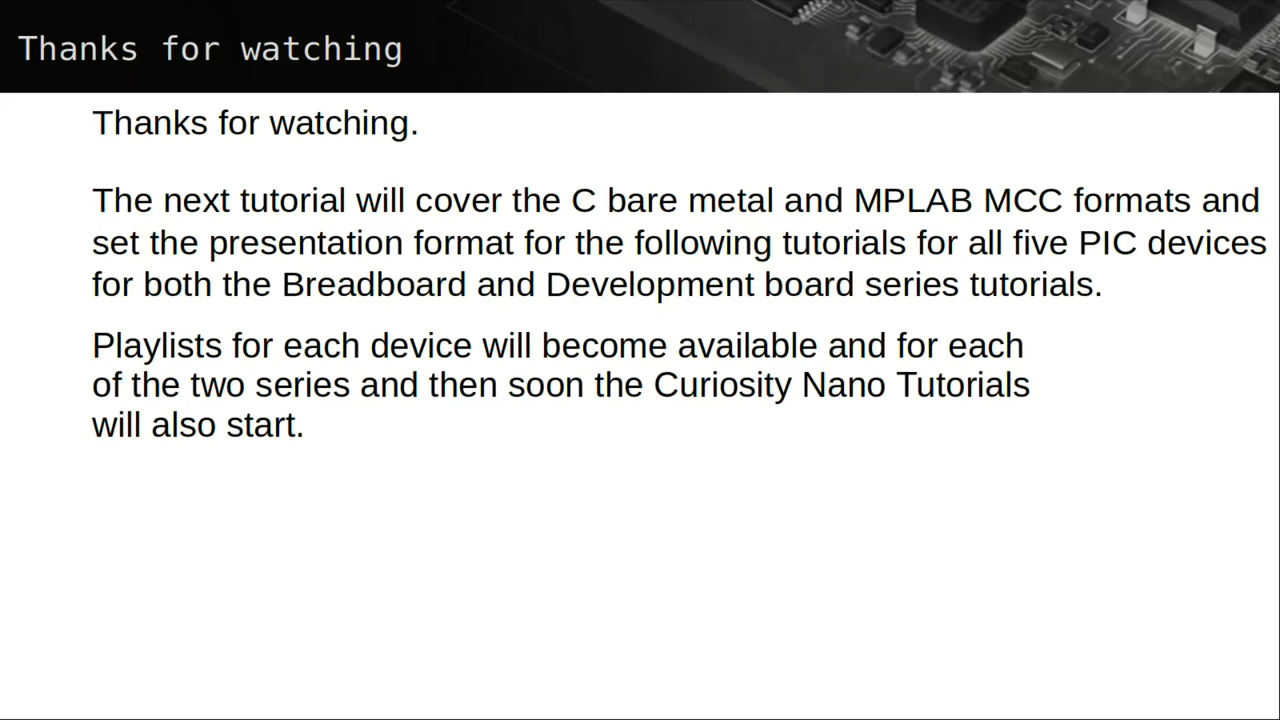 Thanks for watching
Thanks for watching.
The next tutorial will cover the C bare metal and MPLAB MCC formats and
set the presentation format for the following tutorials for all five PIC devices
for both the Breadboard and Development board series tutorials.
Playlists for each device will become available and for each
of the two series and then soon the Curiosity Nano Tutorials
will also start.